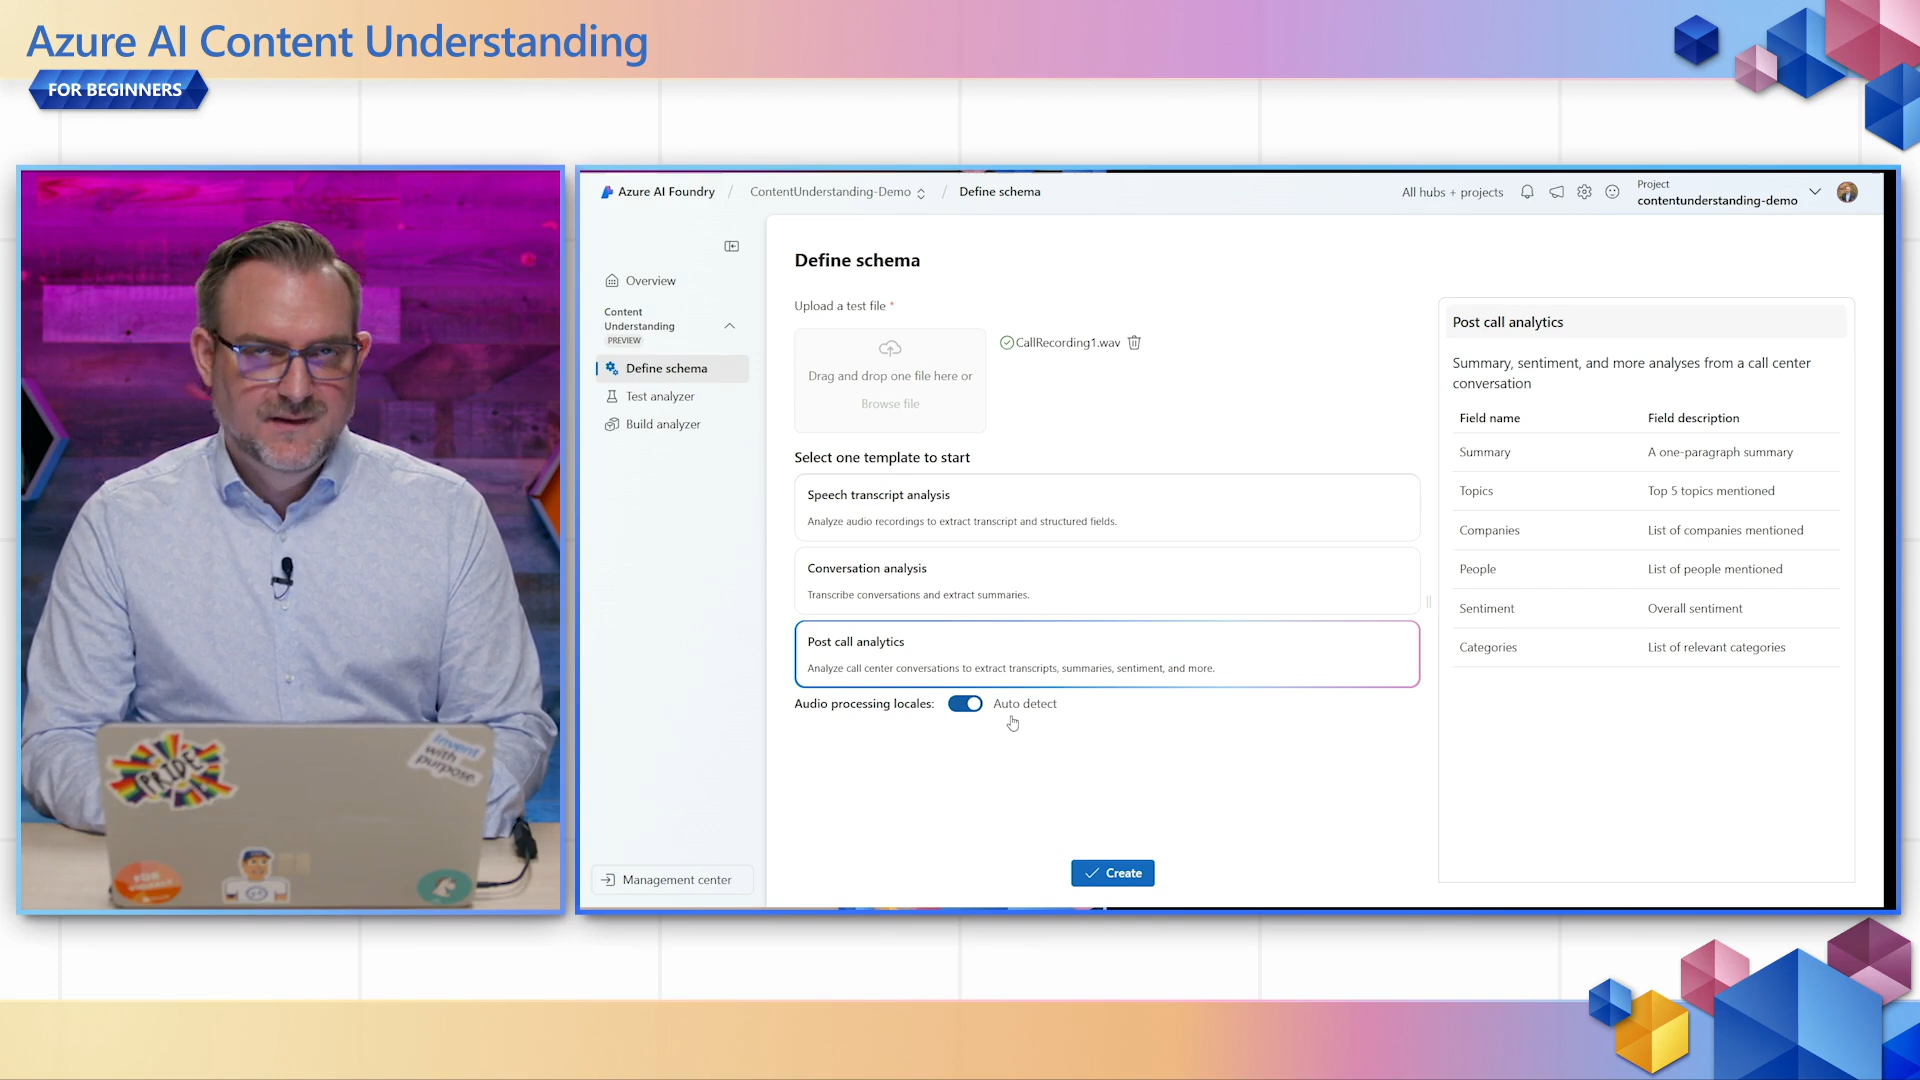 Azure AI Content Understanding
FOR BEGINNERS
Azure AI Foundry / ContentUnderstanding-Demo / Define schema
All hubs + projects
Project
contentunderstanding-demo
Overview
Content
Understanding
PREVIEW
Define schema
Test analyzer
Build analyzer
Management center
Define schema
Upload a test file *
Drag and drop one file here or
Browse file
CallRecording1.wav
Select one template to start
Speech transcript analysis
Analyze audio recordings to extract transcript and structured fields.
Conversation analysis
Transcribe conversations and extract summaries.
Post call analytics
Analyze call center conversations to extract transcripts, summaries, sentiment, and more.
Audio processing locales: Auto detect
Create
Post call analytics
Summary, sentiment, and more analyses from a call center
conversation
Field name Field description
Summary A one-paragraph summary
Topics Top 5 topics mentioned
Companies List of companies mentioned
People List of people mentioned
Sentiment Overall sentiment
Categories List of relevant categories
PRIDE
Invent
with
purpose